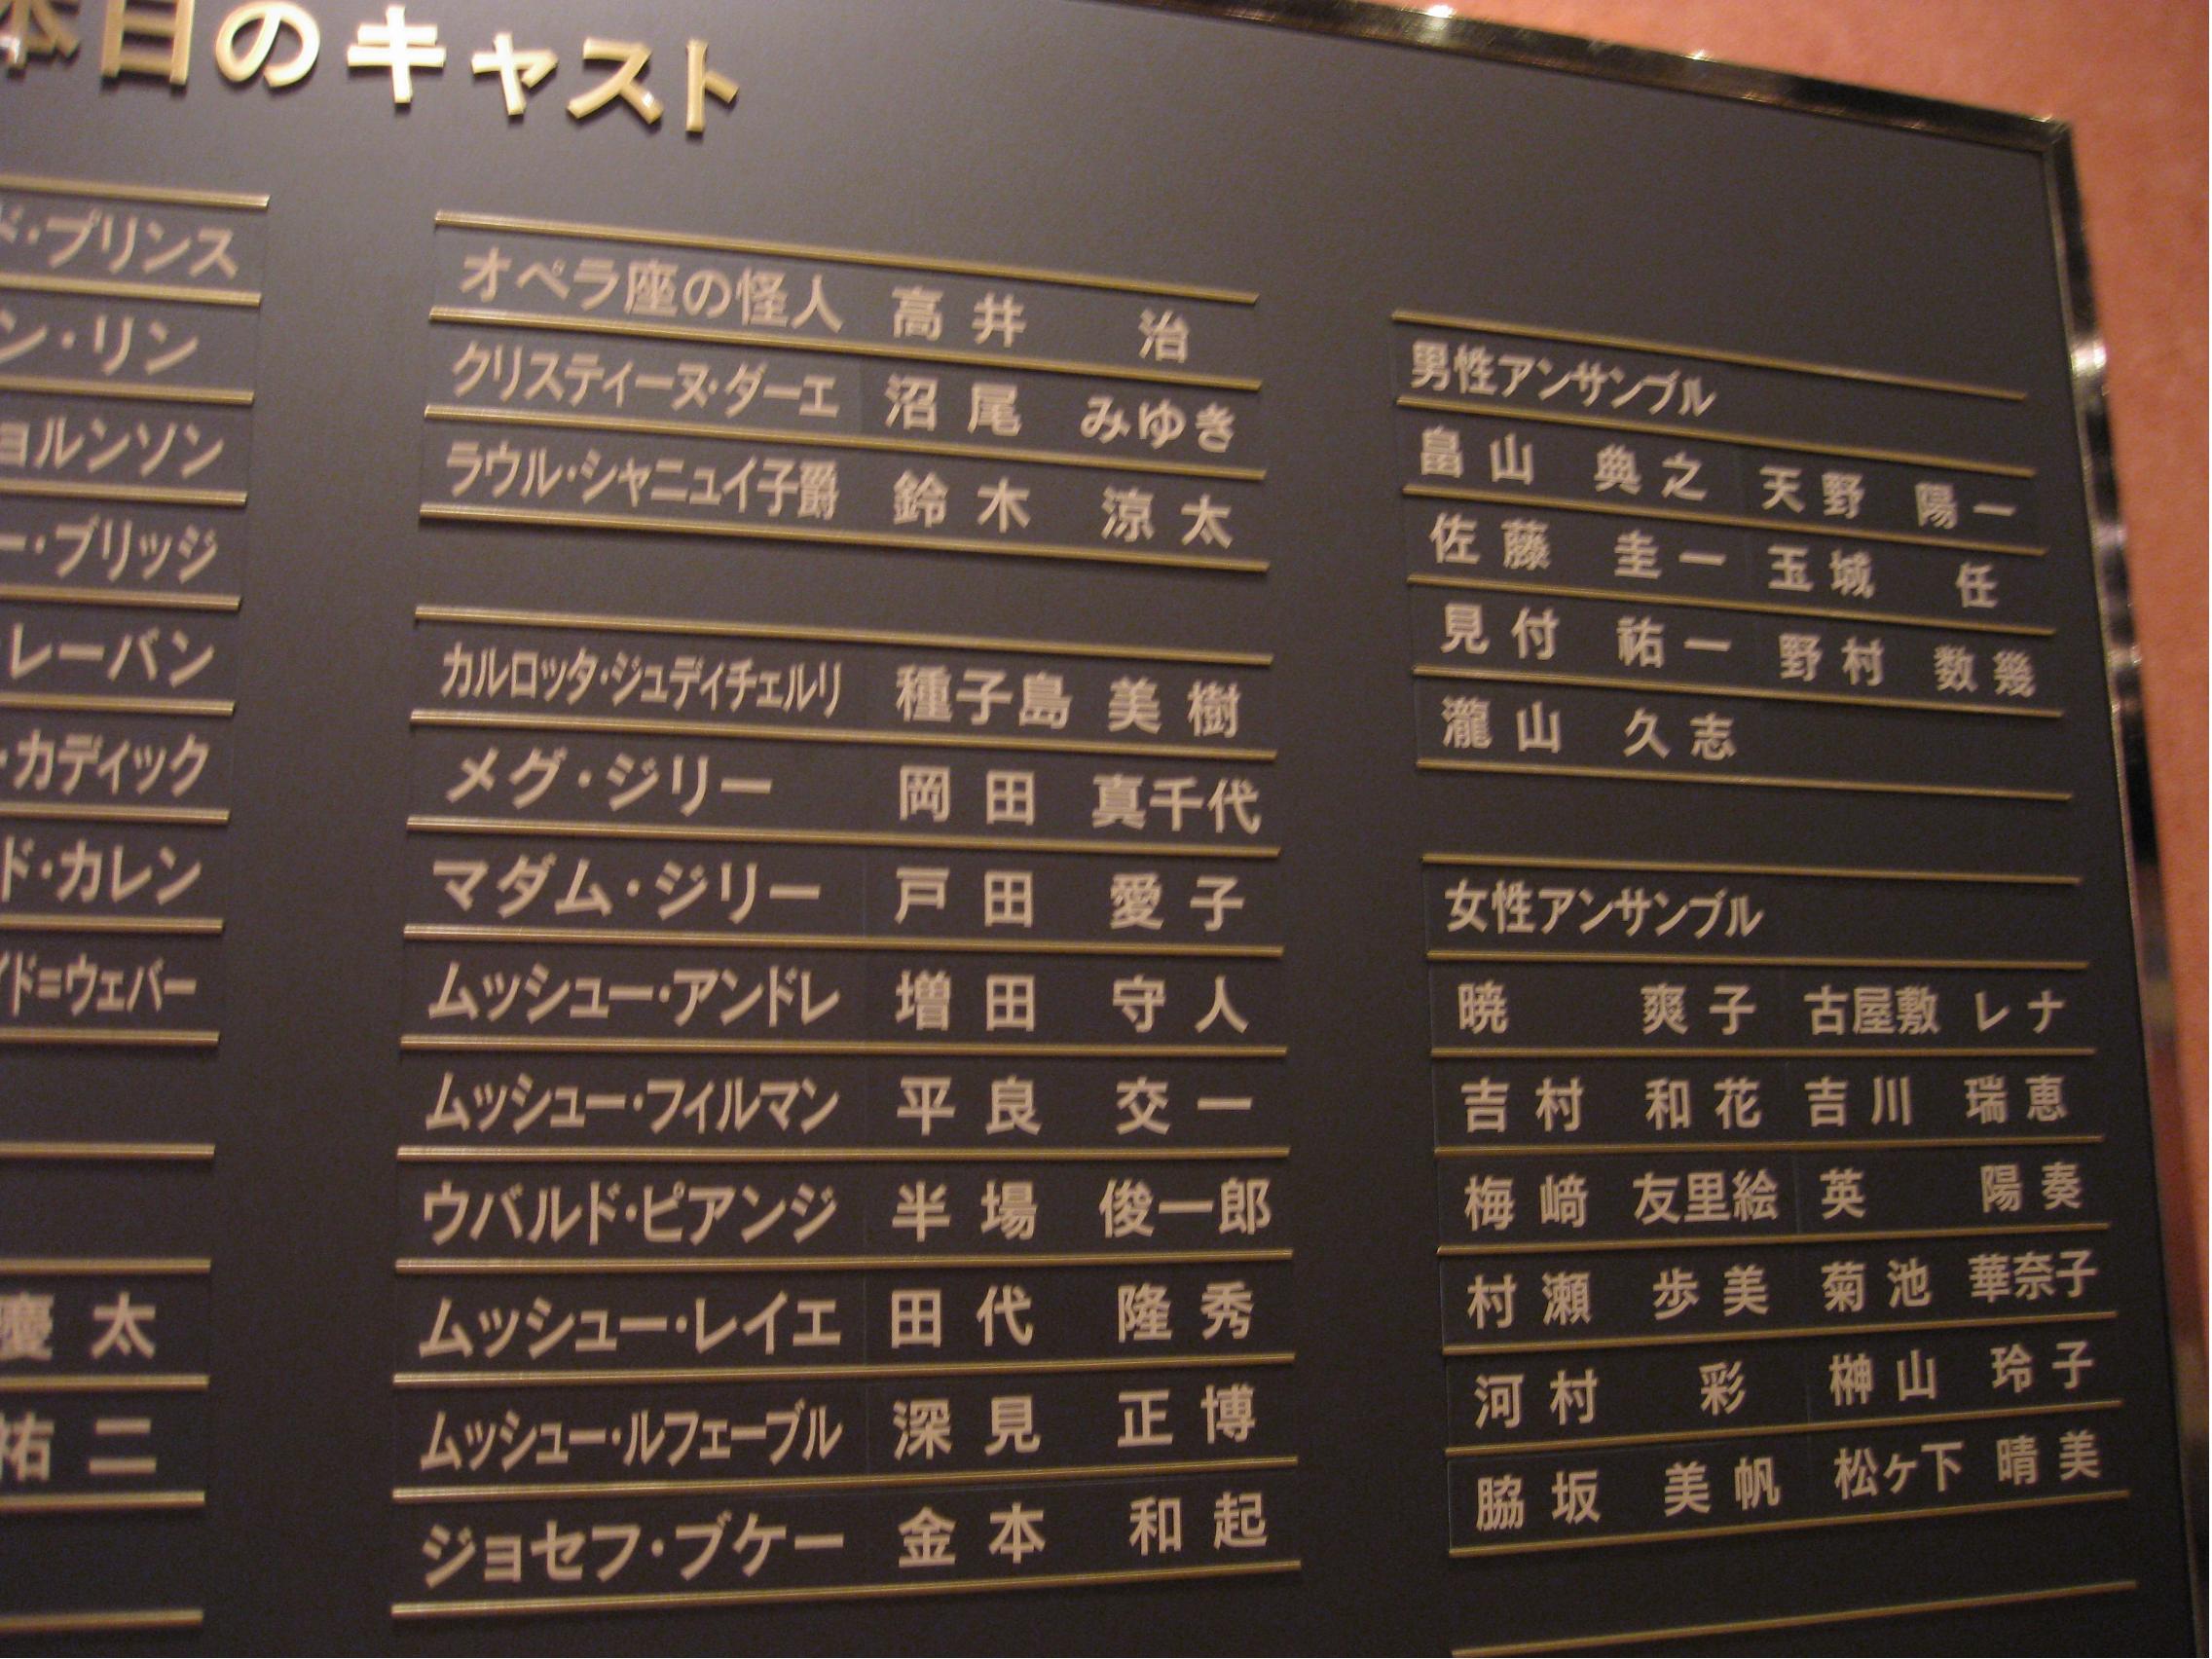 本日のキャスト
ド・プリンス
ン・リン
ョルンソン
ー・ブリッジ
レーバン
・カディック
ド・カレン
イド=ウェバー
慶太
祐二
オペラ座の怪人 高井 治
クリスティーヌ・ダーエ 沼尾 みゆき
ラウル・シャニュイ子爵 鈴木 涼太
カルロッタ・ジュディチェルリ 種子島 美樹
メグ・ジリー 岡田 真千代
マダム・ジリー 戸田 愛子
ムッシュー・アンドレ 増田 守人
ムッシュー・フィルマン 平良 交一
ウバルド・ピアンジ 半場 俊一郎
ムッシュー・レイエ 田代 隆秀
ムッシュー・ルフェーブル 深見 正博
ジョセフ・ブケー 金本 和起
男性アンサンブル
畠山 典之 天野 陽一
佐藤 圭一 玉城 任
見付 祐一 野村 数幾
瀧山 久志
女性アンサンブル
暁 爽子 古屋敷 レナ
吉村 和花 吉川 瑞恵
梅﨑 友里絵 英 陽奏
村瀬 歩美 菊池 華奈子
河村 彩 榊山 玲子
脇坂 美帆 松ヶ下 晴美